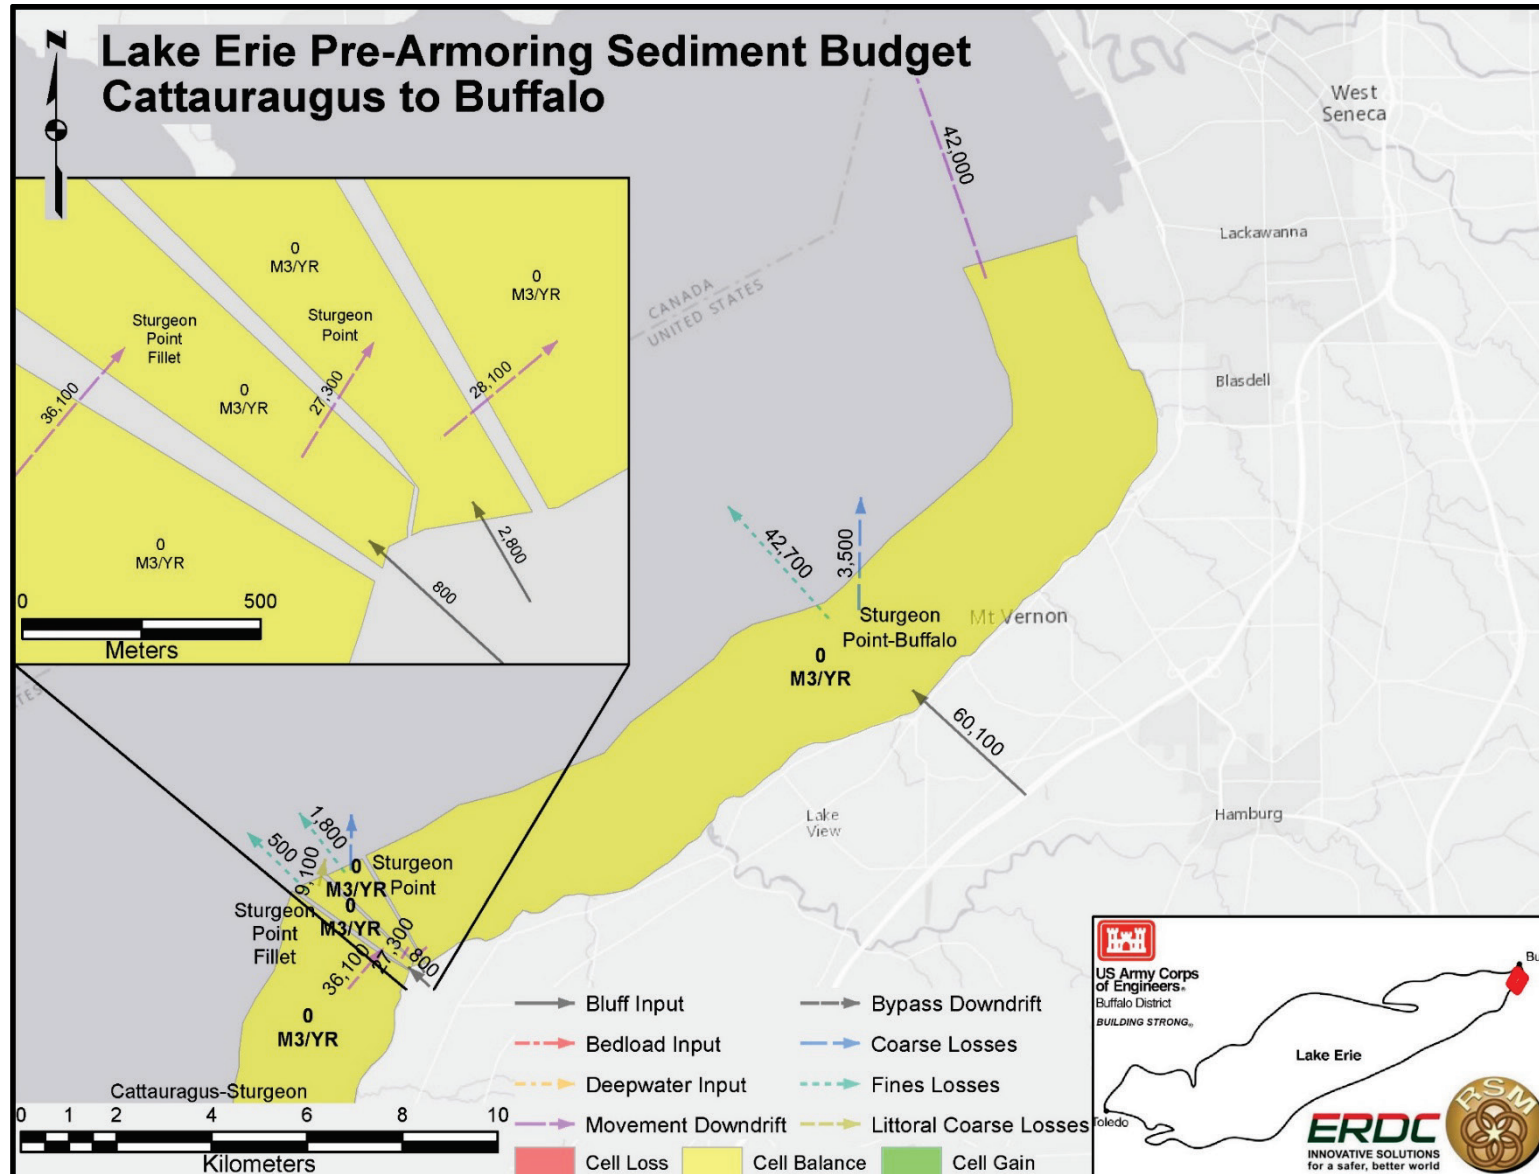 N
Lake Erie Pre-Armoring Sediment Budget
Cattauraugus to Buffalo
West
Seneca
42,000
Lackawanna
CANADA
UNITED STATES
Blasdell
0
M3/YR
0
M3/YR
Sturgeon
Point
Fillet
Sturgeon
Point
36,100
0
M3/YR
27,300
28,100
0
M3/YR
2,800
800
0 500
Meters
42,700
3,500
Sturgeon
Point-Buffalo
Mt Vernon
0
M3/YR
60,100
Lake
View
Hamburg
1,800
500
9,100
0
M3/YR
Sturgeon
Point
0
M3/YR
Sturgeon
Point
Fillet
36,100
27,300
800
0
M3/YR
Cattauragus-Sturgeon
0 1 2 4 6 8 10
Kilometers
Bluff Input
Bypass Downdrift
Bedload Input
Coarse Losses
Deepwater Input
Fines Losses
Movement Downdrift
Littoral Coarse Losses
Cell Loss
Cell Balance
Cell Gain
US Army Corps
of Engineers®
Buffalo District
BUILDING STRONG®
Bu
Lake Erie
Toledo
ERDC
INNOVATIVE SOLUTIONS
for a safer, better world
RSM